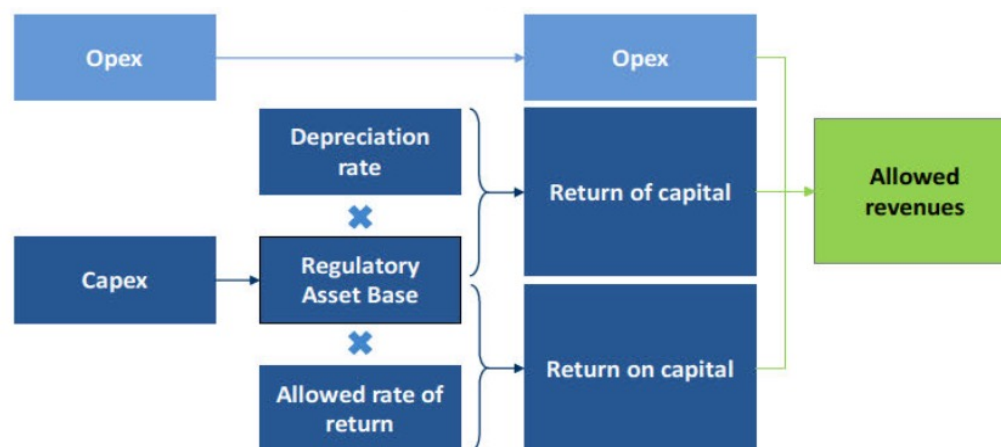 Opex
Opex
Depreciation
rate
Return of capital
Allowed
revenues
Capex
Regulatory
Asset Base
Return on capital
Allowed rate of
return